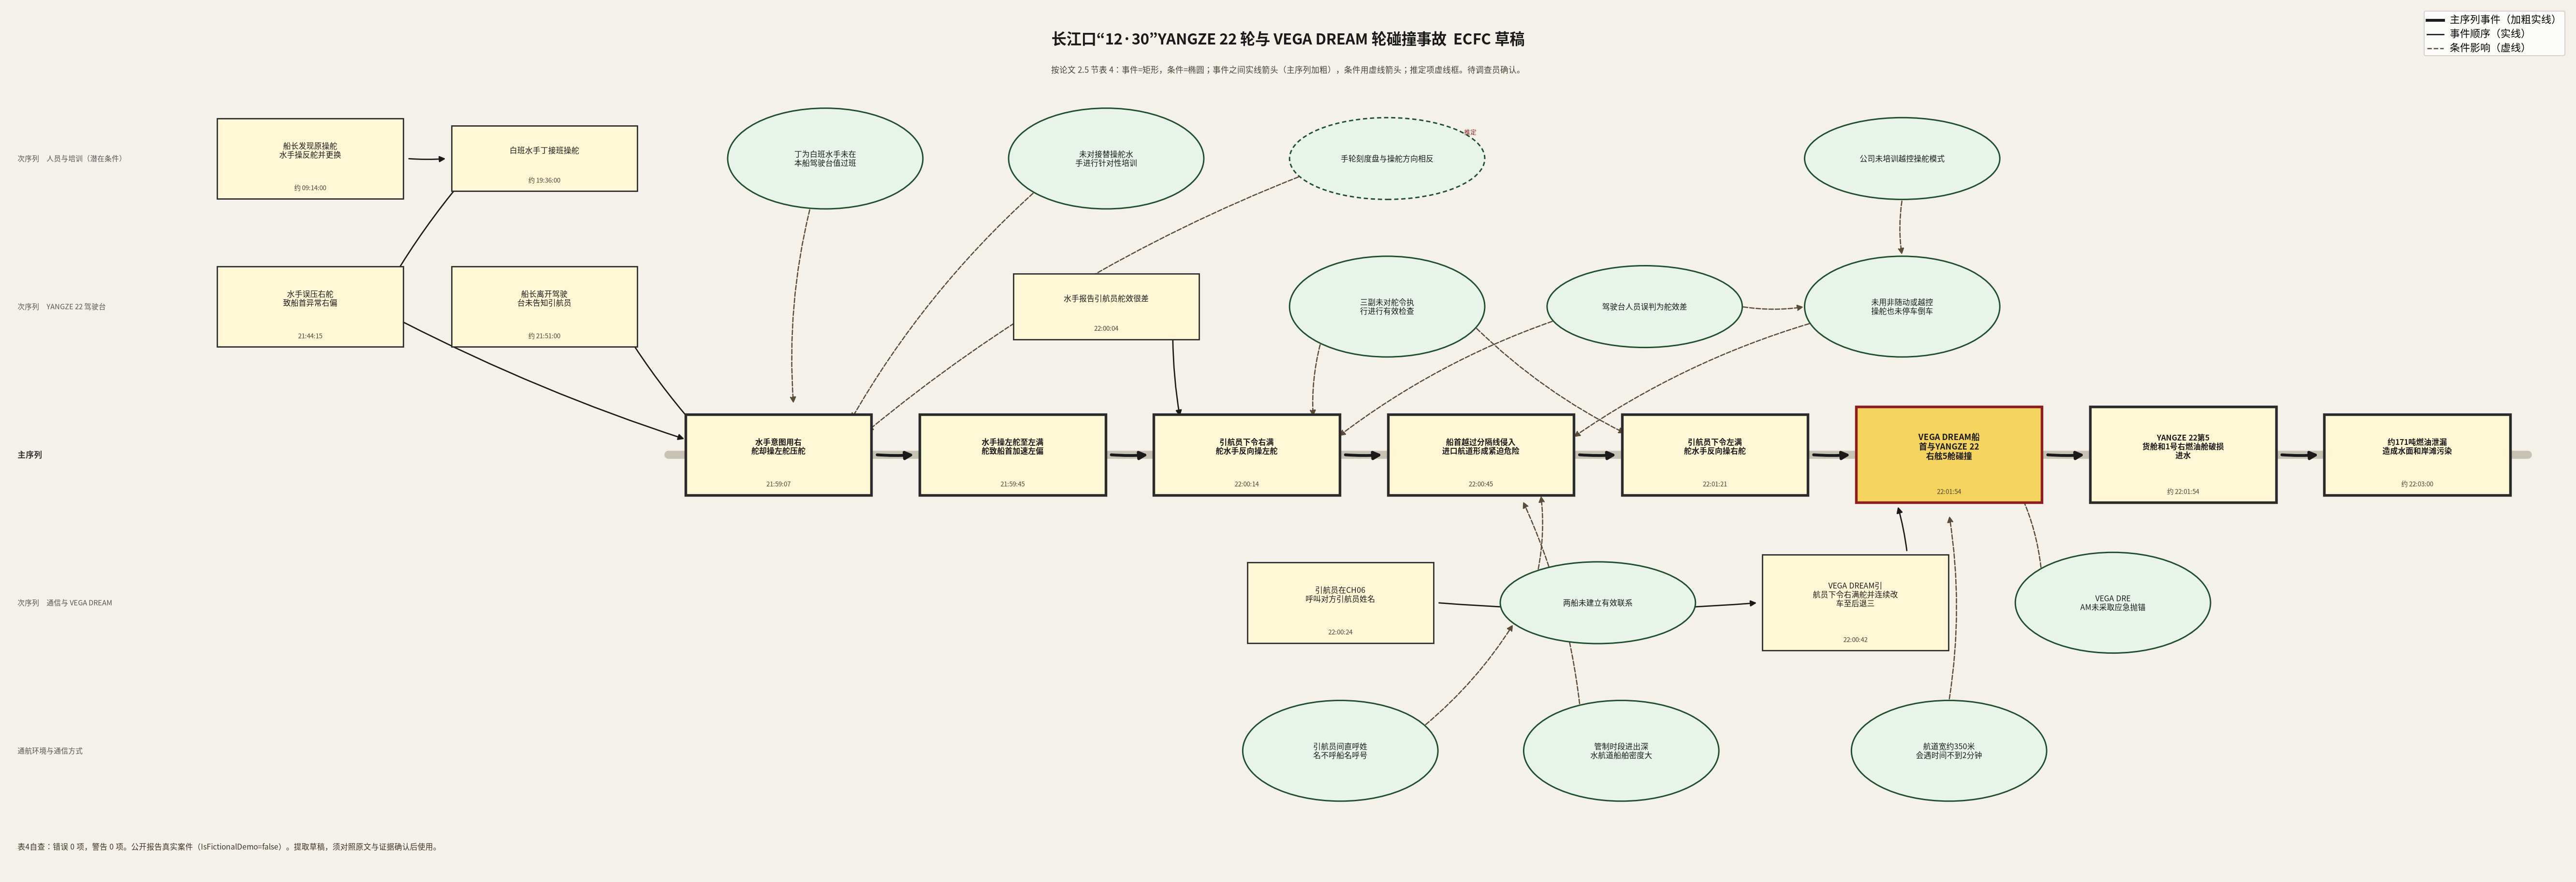 主序列事件（加粗实线）
事件顺序（实线）
条件影响（虚线）
长江口“12·30”YANGZE 22 轮与 VEGA DREAM 轮碰撞事故  ECFC 草稿
按论文 2.5 节表 4：事件=矩形，条件=椭圆；事件之间实线箭头（主序列加粗），条件用虚线箭头；推定项虚线框。待调查员确认。
次序列　人员与培训（潜在条件）
船长发现原操舵
水手操反舵并更换
约 09:14:00
白班水手丁接班操舵
约 19:36:00
丁为白班水手未在
本船驾驶台值过班
未对接替操舵水
手进行针对性培训
推定
手轮刻度盘与操舵方向相反
公司未培训越控操舵模式
次序列　YANGZE 22 驾驶台
水手误压右舵
致船首异常右偏
21:44:15
船长离开驾驶
台未告知引航员
约 21:51:00
水手报告引航员舵效很差
22:00:04
三副未对舵令执
行进行有效检查
驾驶台人员误判为舵效差
未用非随动或越控
操舵也未停车倒车
主序列
水手意图用右
舵却操左舵压舵
21:59:07
水手操左舵至左满
舵致船首加速左偏
21:59:45
引航员下令右满
舵水手反向操左舵
22:00:14
船首越过分隔线侵入
进口航道形成紧迫危险
22:00:45
引航员下令左满
舵水手反向操右舵
22:01:21
VEGA DREAM船
首与YANGZE 22
右舷5舱碰撞
22:01:54
YANGZE 22第5
货舱和1号右燃油舱破损
进水
约 22:01:54
约171吨燃油泄漏
造成水面和岸滩污染
约 22:03:00
次序列　通信与 VEGA DREAM
引航员在CH06
呼叫对方引航员姓名
22:00:24
两船未建立有效联系
VEGA DREAM引
航员下令右满舵并连续改
车至后退三
22:00:42
VEGA DRE
AM未采取应急抛锚
通航环境与通信方式
引航员间直呼姓
名不呼船名呼号
管制时段进出深
水航道船舶密度大
航道宽约350米
会遇时间不到2分钟
表4自查：错误 0 项，警告 0 项。公开报告真实案件（IsFictionalDemo=false）。提取草稿，须对照原文与证据确认后使用。